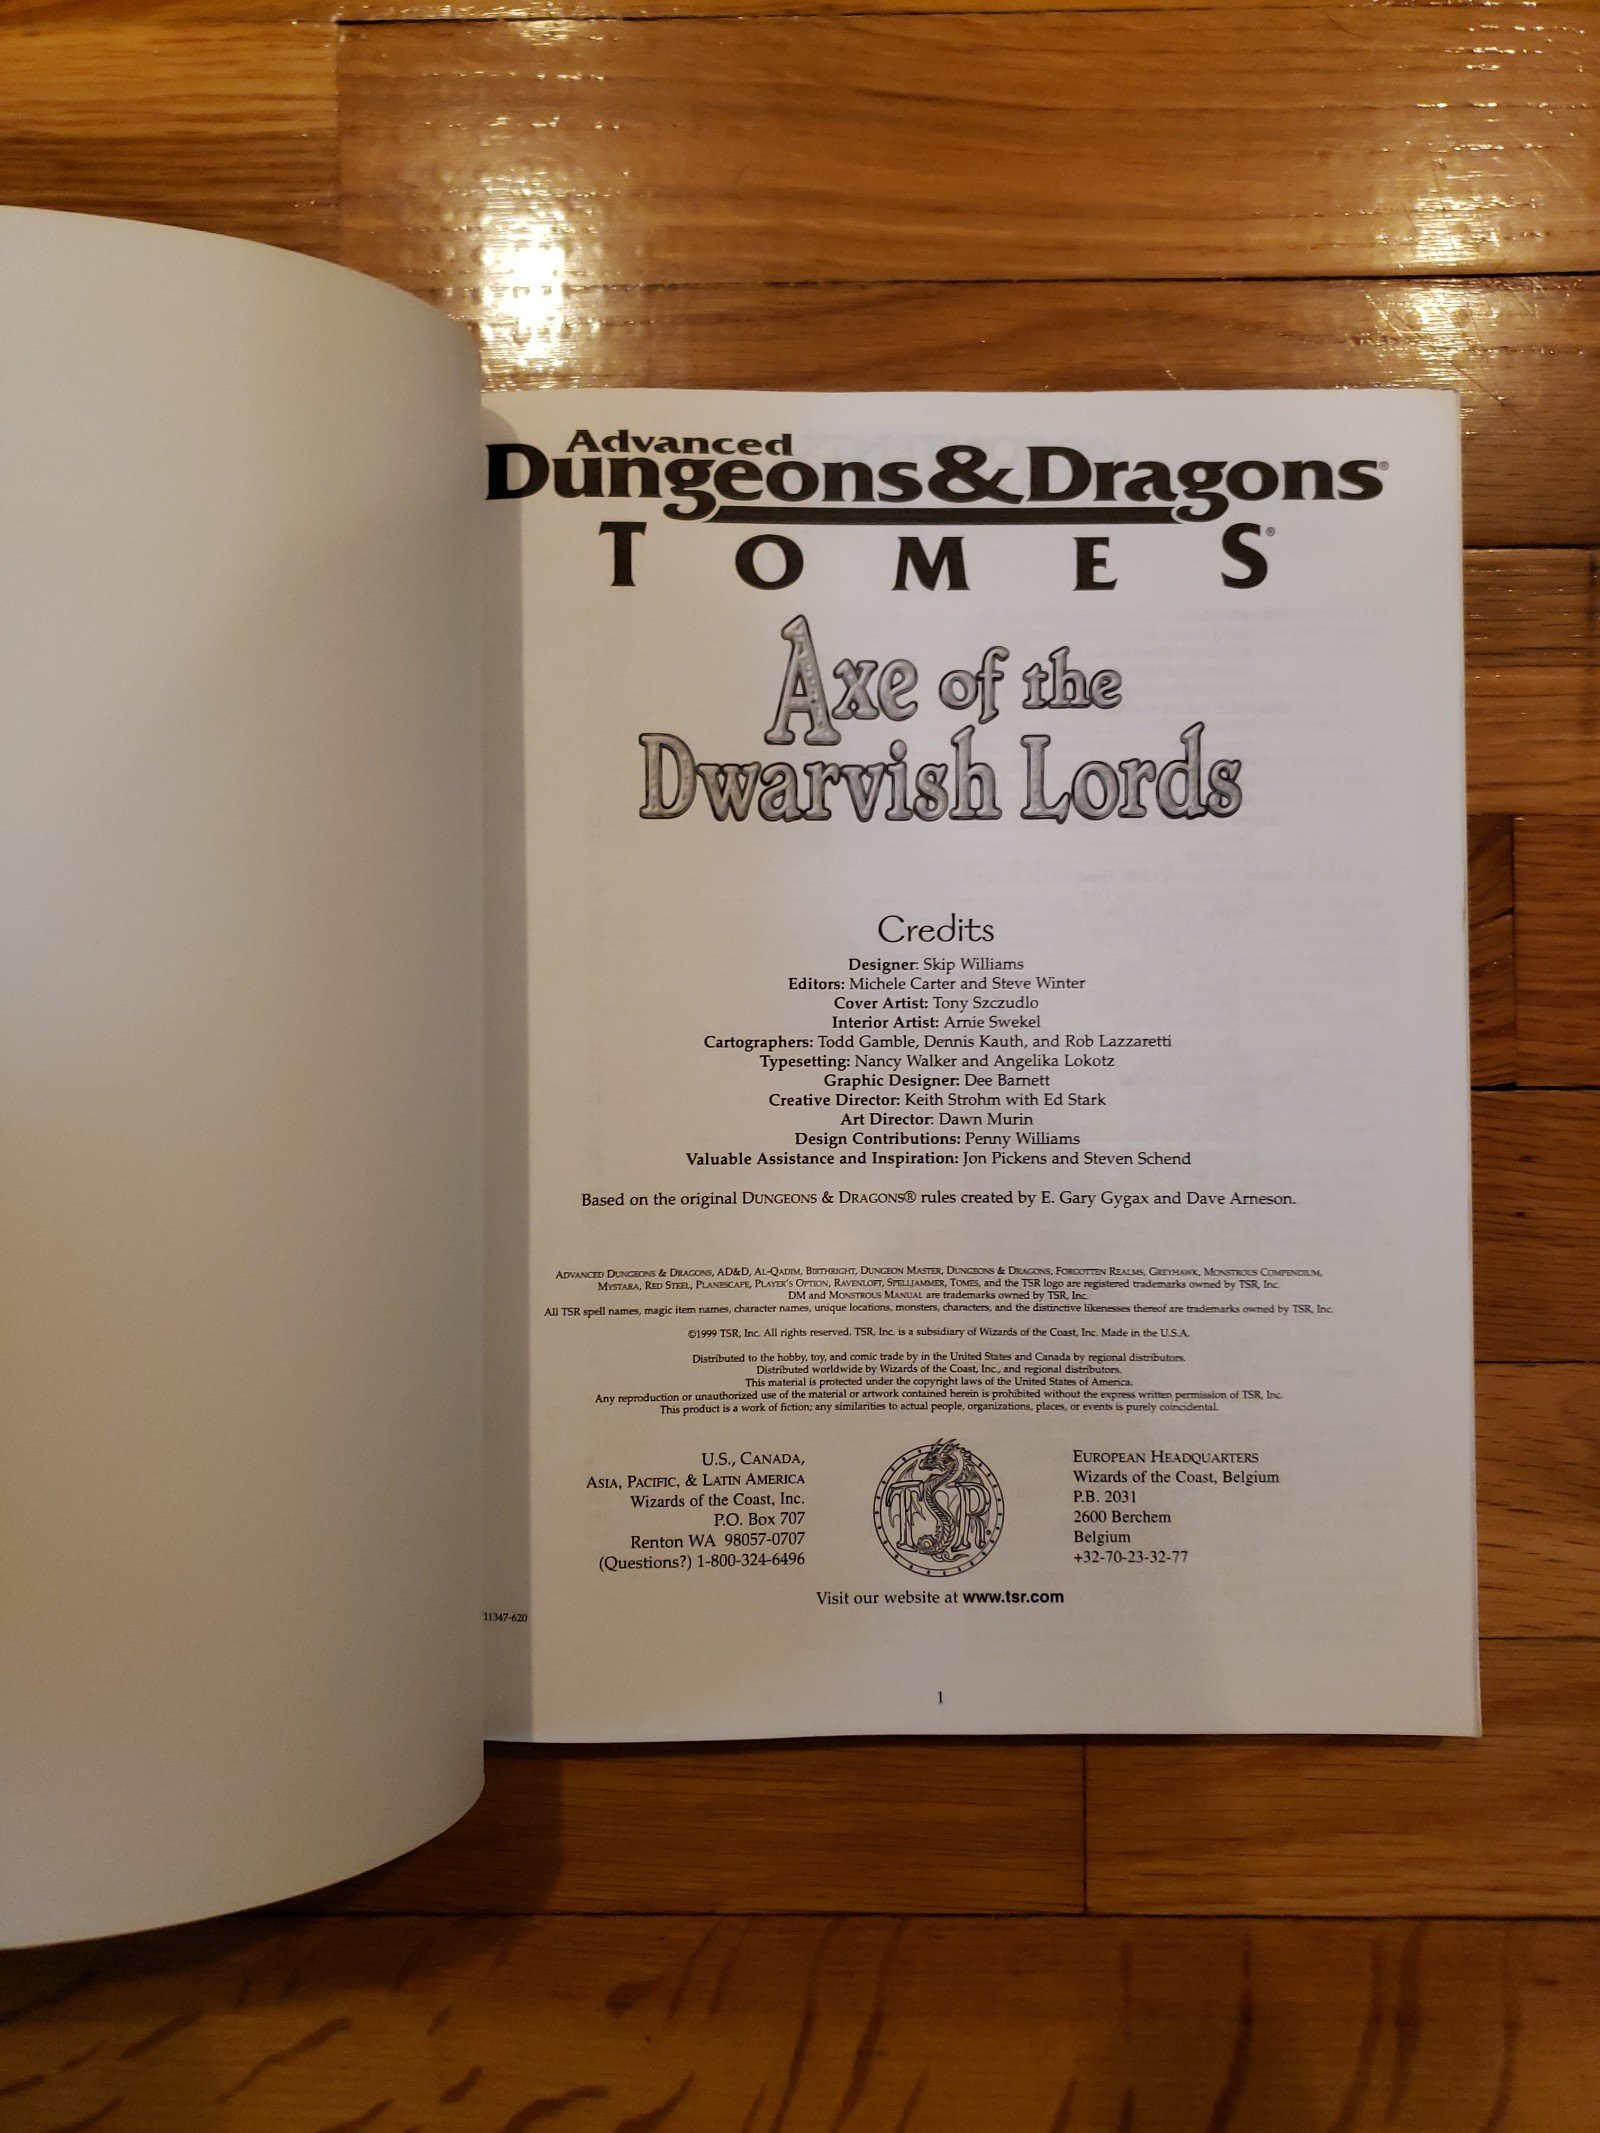 Advanced
Dungeons & Dragons®
TOMES®
Axe of the
Dwarvish Lords
Credits
Designer: Skip Williams
Editors: Michele Carter and Steve Winter
Cover Artist: Tony Szczudlo
Interior Artist: Arnie Swekel
Cartographers: Todd Gamble, Dennis Kauth, and Rob Lazzaretti
Typesetting: Nancy Walker and Angelika Lokotz
Graphic Designer: Dee Barnett
Creative Director: Keith Strohm with Ed Stark
Art Director: Dawn Murin
Design Contributions: Penny Williams
Valuable Assistance and Inspiration: Jon Pickens and Steven Schend
Based on the original DUNGEONS & DRAGONS® rules created by E. Gary Gygax and Dave Arneson.
ADVANCED DUNGEONS & DRAGONS, AD&D, AL-QADIM, BIRTHRIGHT, DUNGEON MASTER, DUNGEONS & DRAGONS, FORGOTTEN REALMS, GREYHAWK, MONSTROUS COMPENDIUM,
MYSTARA, RED STEEL, PLANESCAPE, PLAYER'S OPTION, RAVENLOFT, SPELLJAMMER, TOMES, and the TSR logo are registered trademarks owned by TSR, Inc.
DM and MONSTROUS MANUAL are trademarks owned by TSR, Inc.
All TSR spell names, magic item names, character names, unique locations, monsters, characters, and the distinctive likenesses thereof are trademarks owned by TSR, Inc.
©1999 TSR, Inc. All rights reserved. TSR, Inc. is a subsidiary of Wizards of the Coast, Inc. Made in the U.S.A.
Distributed to the hobby, toy, and comic trade by in the United States and Canada by regional distributors.
Distributed worldwide by Wizards of the Coast, Inc., and regional distributors.
This material is protected under the copyright laws of the United States of America.
Any reproduction or unauthorized use of the material or artwork contained herein is prohibited without the express written permission of TSR, Inc.
This product is a work of fiction; any similarities to actual people, organizations, places, or events is purely coincidental.
U.S., CANADA,
ASIA, PACIFIC, & LATIN AMERICA
Wizards of the Coast, Inc.
P.O. Box 707
Renton WA 98057-0707
(Questions?) 1-800-324-6496
TSR®
EUROPEAN HEADQUARTERS
Wizards of the Coast, Belgium
P.B. 2031
2600 Berchem
Belgium
+32-70-23-32-77
Visit our website at www.tsr.com
11347-620
1